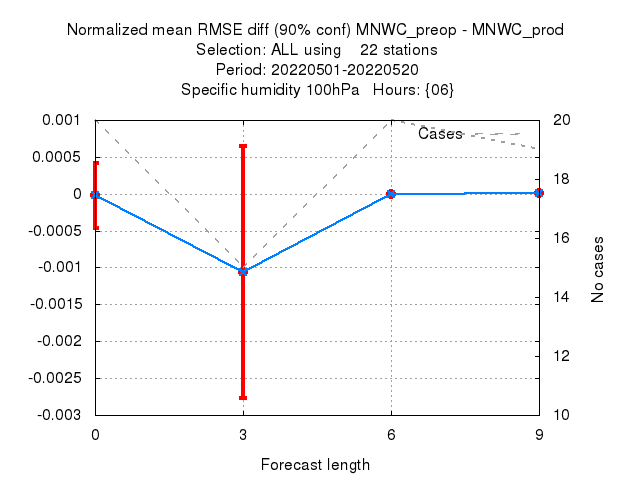 Normalized mean RMSE diff (90% conf) MNWC_preop - MNWC_prod
Selection: ALL using    22 stations
Period: 20220501-20220520
Specific humidity 100hPa   Hours: {06}
0.001
0.0005
0
-0.0005
-0.001
-0.0015
-0.002
-0.0025
-0.003
Cases
20
18
16
14
12
10
No cases
0 3 6 9
Forecast length